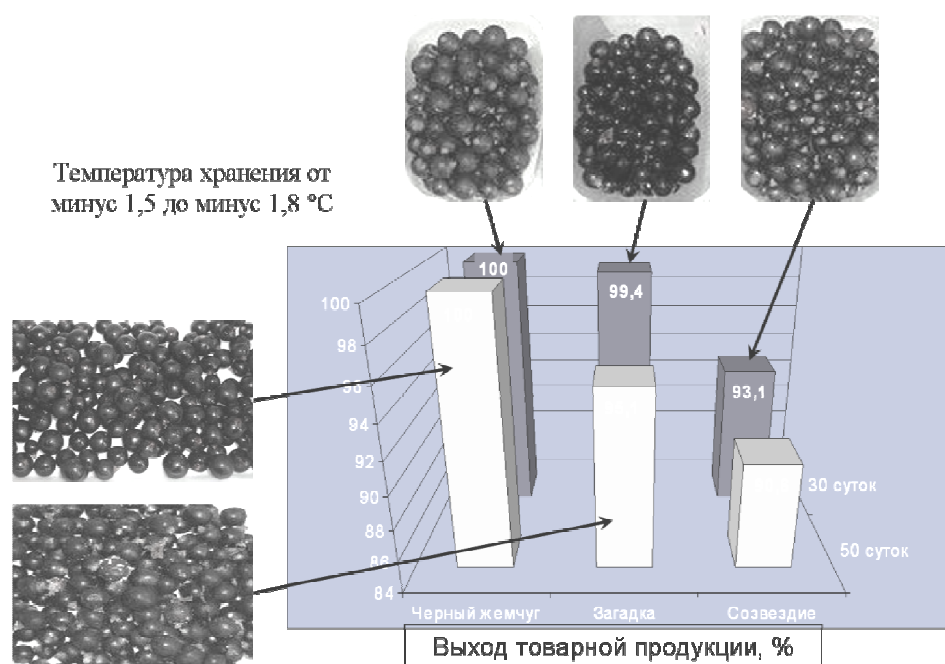 Температура хранения от
минус 1,5 до минус 1,8 °С
100
98
96
94
92
90
88
86
84
100
99,4
93,1
30 суток
50 суток
Черный жемчуг
Загадка
Созвездие
Выход товарной продукции, %